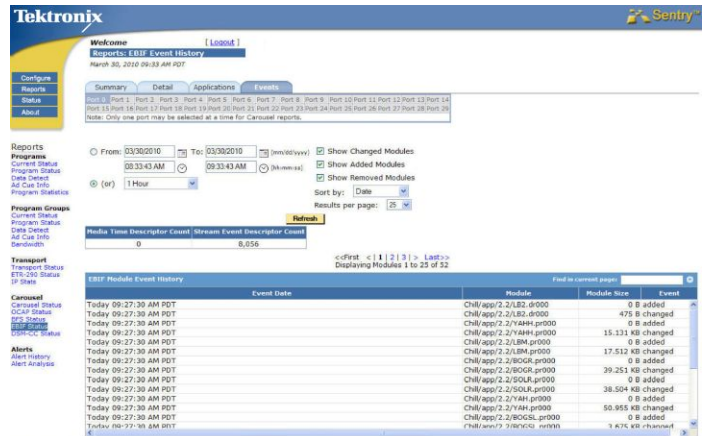 Tektronix
Sentry
Welcome [ Logout ]
Reports: EBIF Event History
March 30, 2010 09:33 AM PDT
Configure
Reports
Status
About
Summary Detail Applications Events
Port 0 Port 1 Port 2 Port 3 Port 4 Port 5 Port 6 Port 7 Port 8 Port 9 Port 10 Port 11 Port 12 Port 13 Port 14
Port 15 Port 16 Port 17 Port 18 Port 19 Port 20 Port 21 Port 22 Port 23 Port 24 Port 25 Port 26 Port 27 Port 28 Port 29
Note: Only one port may be selected at a time for Carousel reports.
Reports
Programs
Current Status
Program Status
Data Detect
Ad Cue Info
Program Statistics
Program Groups
Current Status
Program Status
Data Detect
Ad Cue Info
Bandwidth
Transport
Transport Status
ETR-290 Status
IP Stats
Carousel
Carousel Status
OCAP Status
BFS Status
EBIF Status
DSM-CC Status
Alerts
Alert History
Alert Analysis
From: 03/30/2010 To: 03/30/2010 (mm/dd/yyyy)
08:33:43 AM 09:33:43 AM (hh:mm:ss)
(or) 1 Hour
Show Changed Modules
Show Added Modules
Show Removed Modules
Sort by: Date
Results per page: 25
Refresh
Media Time Descriptor Count Stream Event Descriptor Count
0 8,056
<<First < | 1 | 2 | 3 | > Last>>
Displaying Modules 1 to 25 of 52
EBIF Module Event History Find in current page:
Event Date Module Module Size Event
Today 09:27:30 AM PDT Chill/app/2.2/LB2.dr000 0 B added
Today 09:27:30 AM PDT Chill/app/2.2/LB2.dr000 475 B changed
Today 09:27:30 AM PDT Chill/app/2.2/YAHH.pr000 0 B added
Today 09:27:30 AM PDT Chill/app/2.2/YAHH.pr000 15.131 KB changed
Today 09:27:30 AM PDT Chill/app/2.2/LBM.pr000 0 B added
Today 09:27:30 AM PDT Chill/app/2.2/LBM.pr000 17.512 KB changed
Today 09:27:30 AM PDT Chill/app/2.2/BOGR.pr000 0 B added
Today 09:27:30 AM PDT Chill/app/2.2/BOGR.pr000 39.251 KB changed
Today 09:27:30 AM PDT Chill/app/2.2/SOLR.pr000 0 B added
Today 09:27:30 AM PDT Chill/app/2.2/SOLR.pr000 38.504 KB changed
Today 09:27:30 AM PDT Chill/app/2.2/YAH.pr000 0 B added
Today 09:27:30 AM PDT Chill/app/2.2/YAH.pr000 50.955 KB changed
Today 09:27:30 AM PDT Chill/app/2.2/BOGSL.pr000 0 B added
Today 09:27:30 AM PDT Chill/app/2.2/BOGSL.pr000 3.675 KB changed